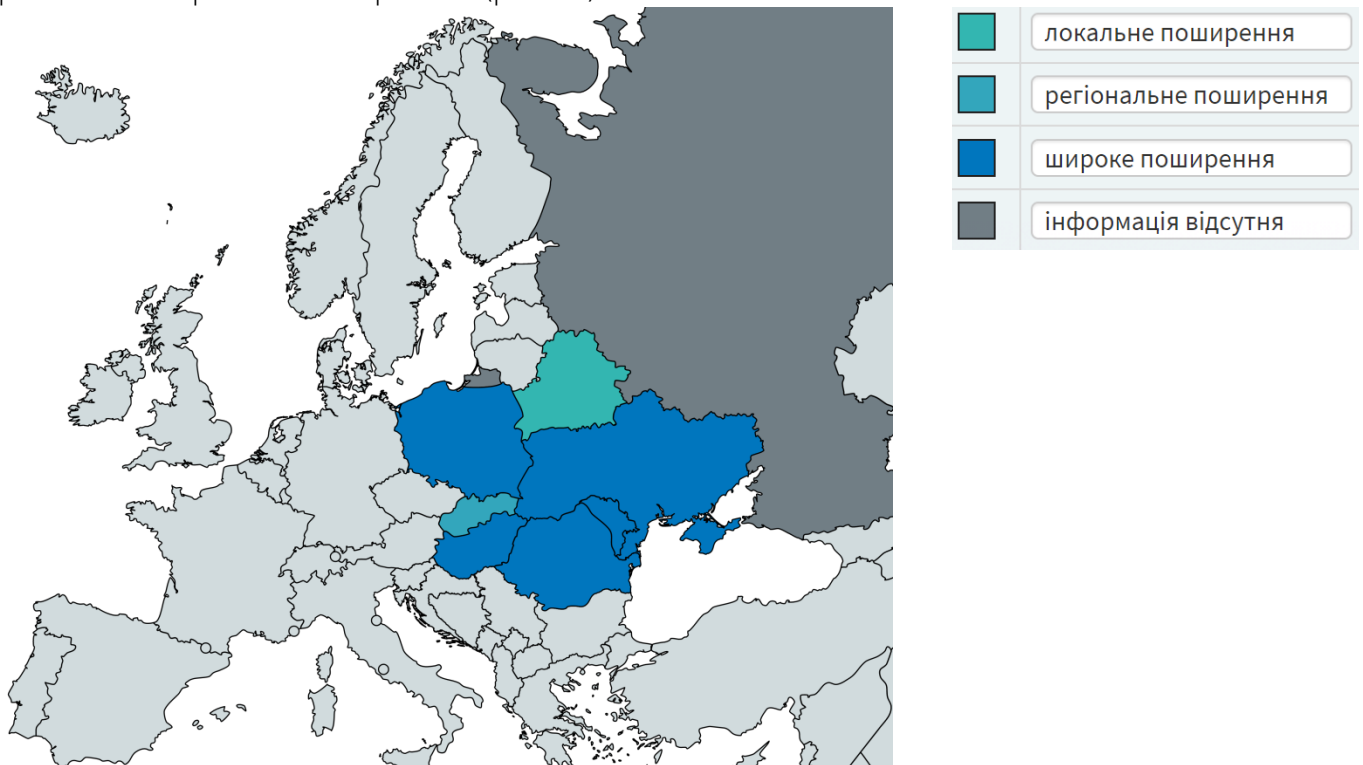 локальне поширення
регіональне поширення
широке поширення
інформація відсутня